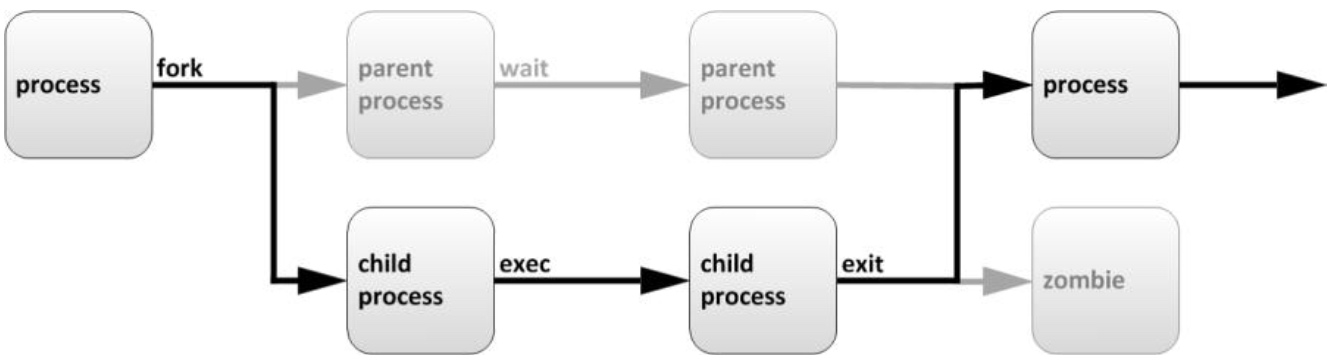 process
fork
parent
process
wait
parent
process
process
child
process
exec
child
process
exit
zombie